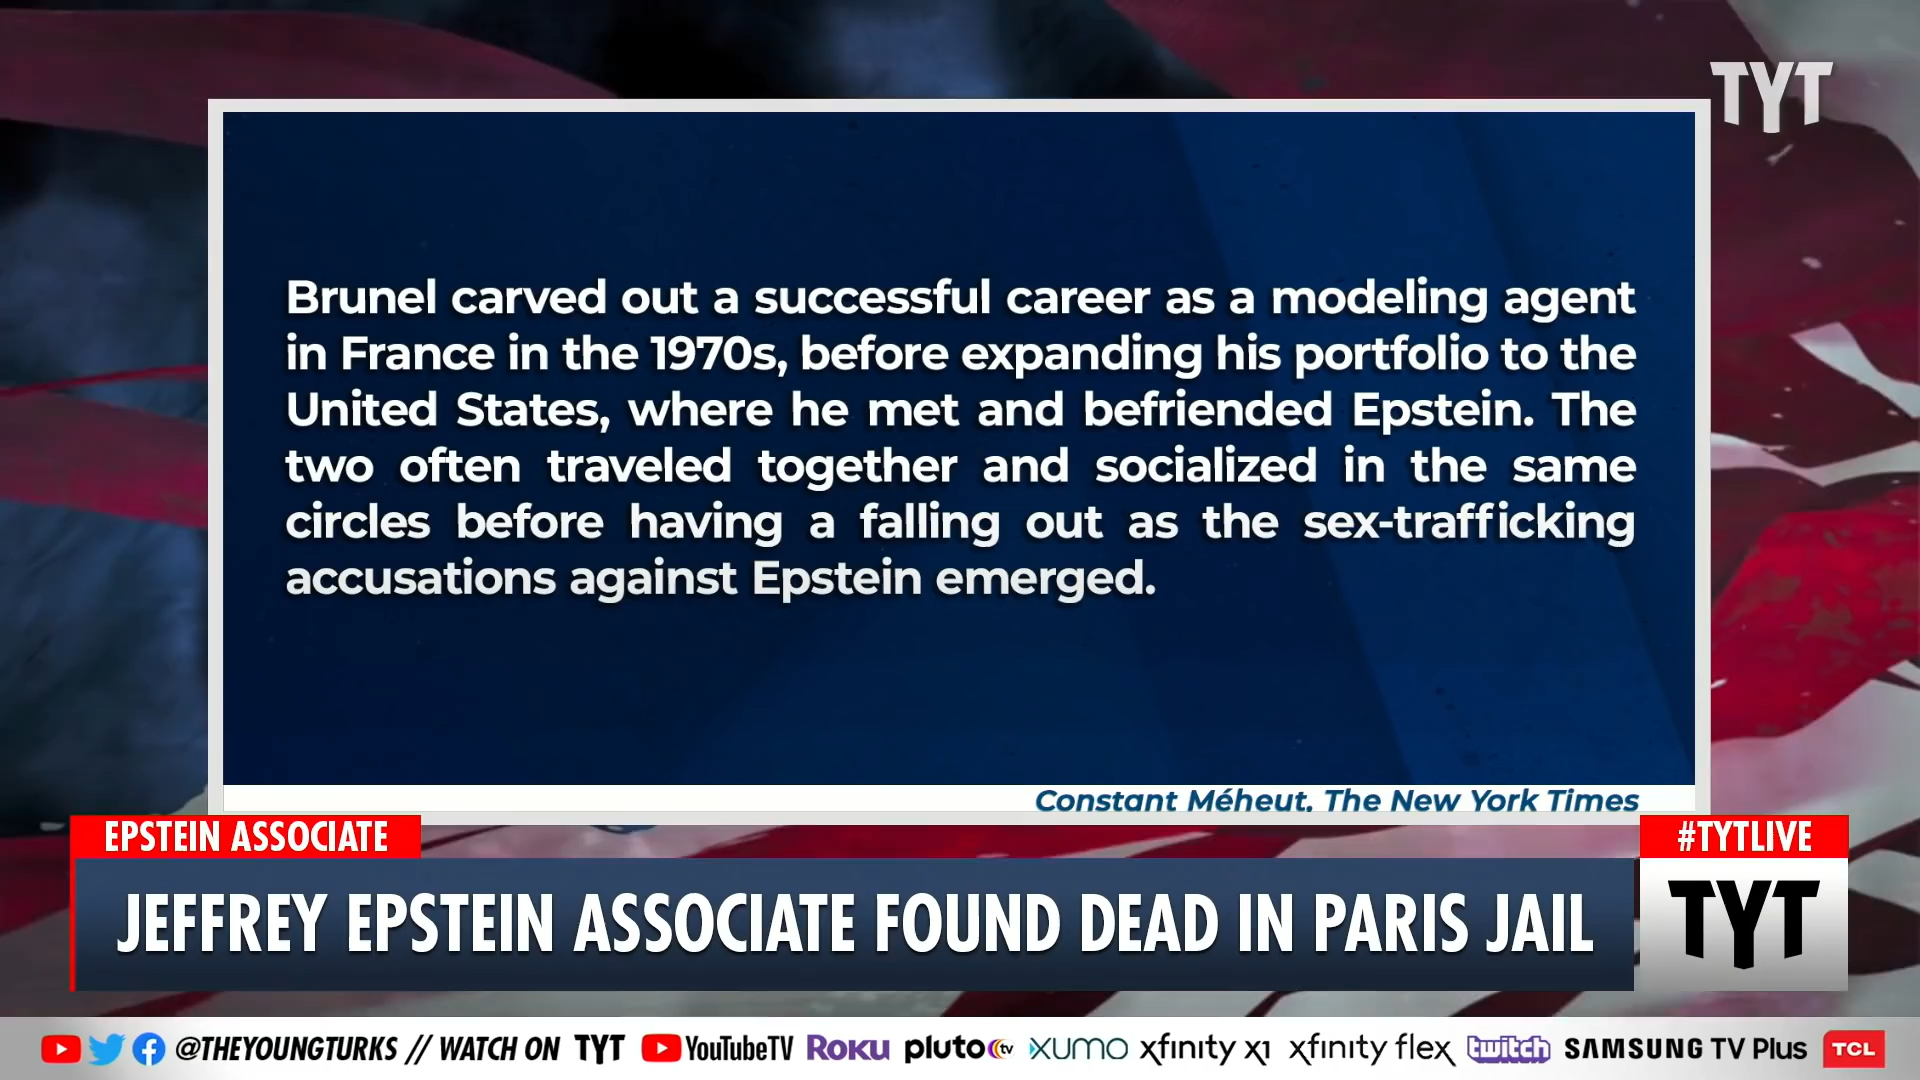 TYT
Brunel carved out a successful career as a modeling agent
in France in the 1970s, before expanding his portfolio to the
United States, where he met and befriended Epstein. The
two often traveled together and socialized in the same
circles before having a falling out as the sex-trafficking
accusations against Epstein emerged.
Constant Méheut, The New York Times
EPSTEIN ASSOCIATE
#TYTLIVE
JEFFREY EPSTEIN ASSOCIATE FOUND DEAD IN PARIS JAIL
TYT
@THEYOUNGTURKS // WATCH ON TYT YouTubeTV ROKU pluto tv XUMO xfinity x1 xfinity flex twitch SAMSUNG TV Plus TCL